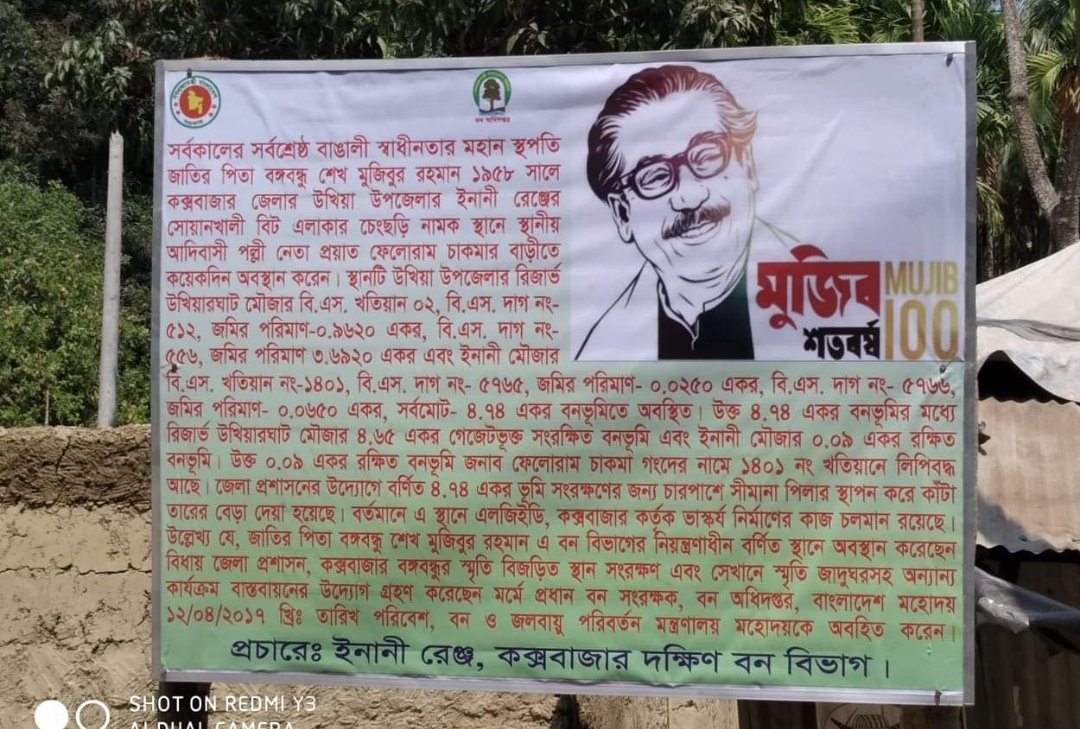 বন অধিদপ্তর
সর্বকালের সর্বশ্রেষ্ঠ বাঙালী স্বাধীনতার মহান স্থপতি
জাতির পিতা বঙ্গবন্ধু শেখ মুজিবুর রহমান ১৯৫৮ সালে
কক্সবাজার জেলার উখিয়া উপজেলার ইনানী রেঞ্জের
সোয়ানখালী বিট এলাকার চেংছড়ি নামক স্থানে স্থানীয়
আদিবাসী পল্লী নেতা প্রয়াত ফেলোরাম চাকমার বাড়ীতে
কয়েকদিন অবস্থান করেন। স্থানটি উখিয়া উপজেলার রিজার্ভ
উখিয়ারঘাট মৌজার বি.এস. খতিয়ান ০২, বি.এস. দাগ নং-
৫১২, জমির পরিমান-০.৯৬২০ একর, বি.এস. দাগ নং-
৫৫৬, জমির পরিমান ৩.৬৯২০ একর এবং ইনানী মৌজার
মুজিব
শতবর্ষ
MUJIB
100
বি.এস. খতিয়ান নং-১৪০১, বি.এস. দাগ নং- ৫৭৬৫, জমির পরিমান- ০.০২৫০ একর, বি.এস. দাগ নং- ৫৭৬৬,
জমির পরিমান- ০.০৬৫০ একর, সর্বমোট- ৪.৭৪ একর বনভূমিতে অবস্থিত। উক্ত ৪.৭৪ একর বনভূমির মধ্যে
রিজার্ভ উখিয়ারঘাট মৌজার ৪.৬৫ একর গেজেটভূক্ত সংরক্ষিত বনভূমি এবং ইনানী মৌজার ০.০৯ একর রক্ষিত
বনভূমি। উক্ত ০.০৯ একর রক্ষিত বনভূমি জনাব ফেলোরাম চাকমা গংদের নামে ১৪০১ নং খতিয়ানে লিপিবদ্ধ
আছে। জেলা প্রশাসনের উদ্যোগে বর্ণিত ৪.৭৪ একর ভূমি সংরক্ষণের জন্য চারপাশে সীমানা পিলার স্থাপন করে কাঁটা
তারের বেড়া দেয়া হয়েছে। বর্তমানে এ স্থানে এলজিইডি, কক্সবাজার কর্তৃক ভাস্কর্য নির্মাণের কাজ চলমান রয়েছে।
উল্লেখ্য যে, জাতির পিতা বঙ্গবন্ধু শেখ মুজিবুর রহমান এ বন বিভাগের নিয়ন্ত্রণাধীন বর্ণিত স্থানে অবস্থান করেছেন
বিধায় জেলা প্রশাসন, কক্সবাজার বঙ্গবন্ধুর স্মৃতি বিজড়িত স্থান সংরক্ষণ এবং সেখানে স্মৃতি জাদুঘরসহ অন্যান্য
কার্যক্রম বাস্তবায়নের উদ্যোগ গ্রহণ করেছেন মর্মে প্রধান বন সংরক্ষক, বন অধিদপ্তর, বাংলাদেশ মহোদয়
১২/০৪/২০১৭ খ্রিঃ তারিখ পরিবেশ, বন ও জলবায়ু পরিবর্তন মন্ত্রণালয় মহোদয়কে অবহিত করেন।
প্রচারেঃ ইনানী রেঞ্জ, কক্সবাজার দক্ষিণ বন বিভাগ।
SHOT ON REDMI Y3
AI DUAL CAMERA